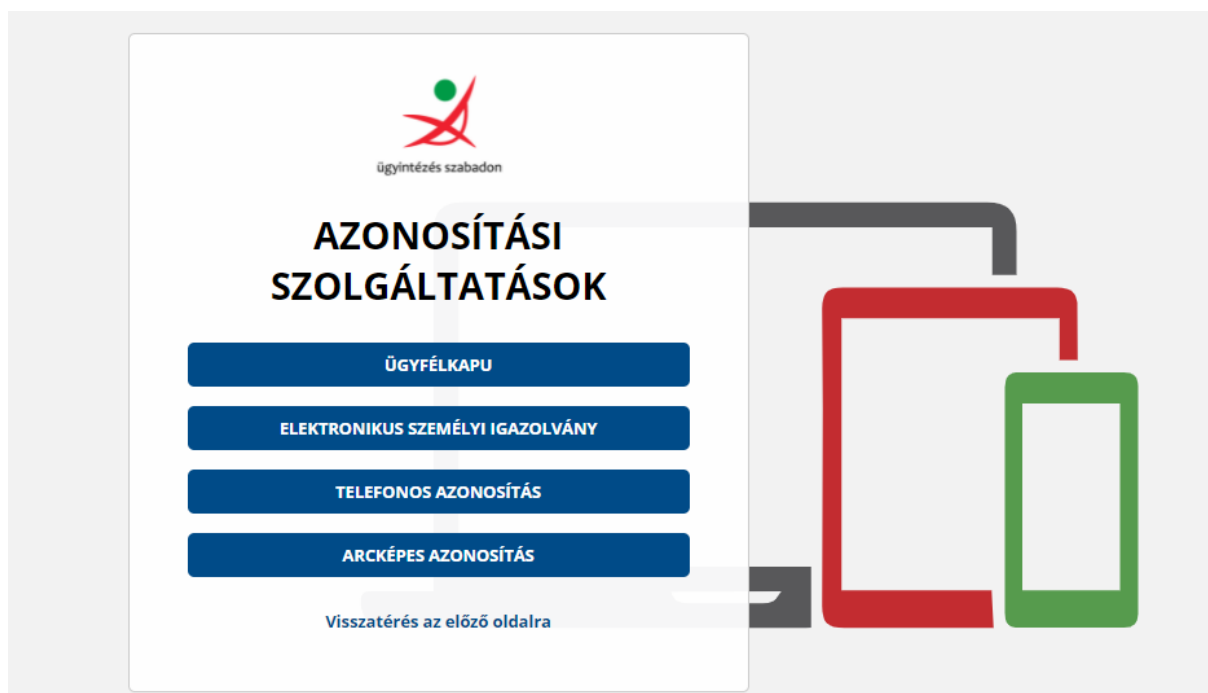 ügyintézés szabadon
AZONOSÍTÁSI
SZOLGÁLTATÁSOK
ÜGYFÉLKAPU
ELEKTRONIKUS SZEMÉLYI IGAZOLVÁNY
TELEFONOS AZONOSÍTÁS
ARCKÉPES AZONOSÍTÁS
Visszatérés az előző oldalra